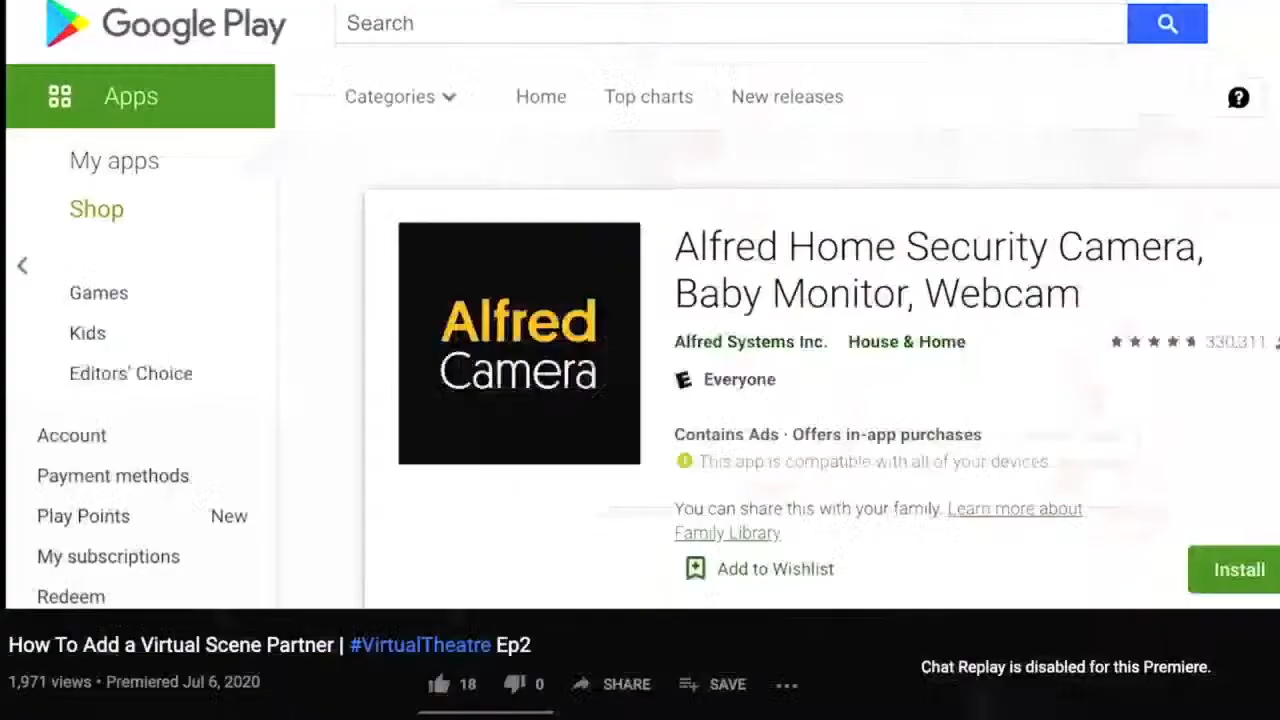 Google Play
Search
Apps
Categories
Home
Top charts
New releases
My apps
Shop
Games
Kids
Editors' Choice
Account
Payment methods
Play Points New
My subscriptions
Redeem
Alfred
Camera
Alfred Home Security Camera,
Baby Monitor, Webcam
Alfred Systems Inc. House & Home
330,311
E Everyone
Contains Ads · Offers in-app purchases
This app is compatible with all of your devices.
You can share this with your family. Learn more about
Family Library
Add to Wishlist
Install
How To Add a Virtual Scene Partner | #VirtualTheatre Ep2
1,971 views • Premiered Jul 6, 2020
18
0
SHARE
SAVE
Chat Replay is disabled for this Premiere.